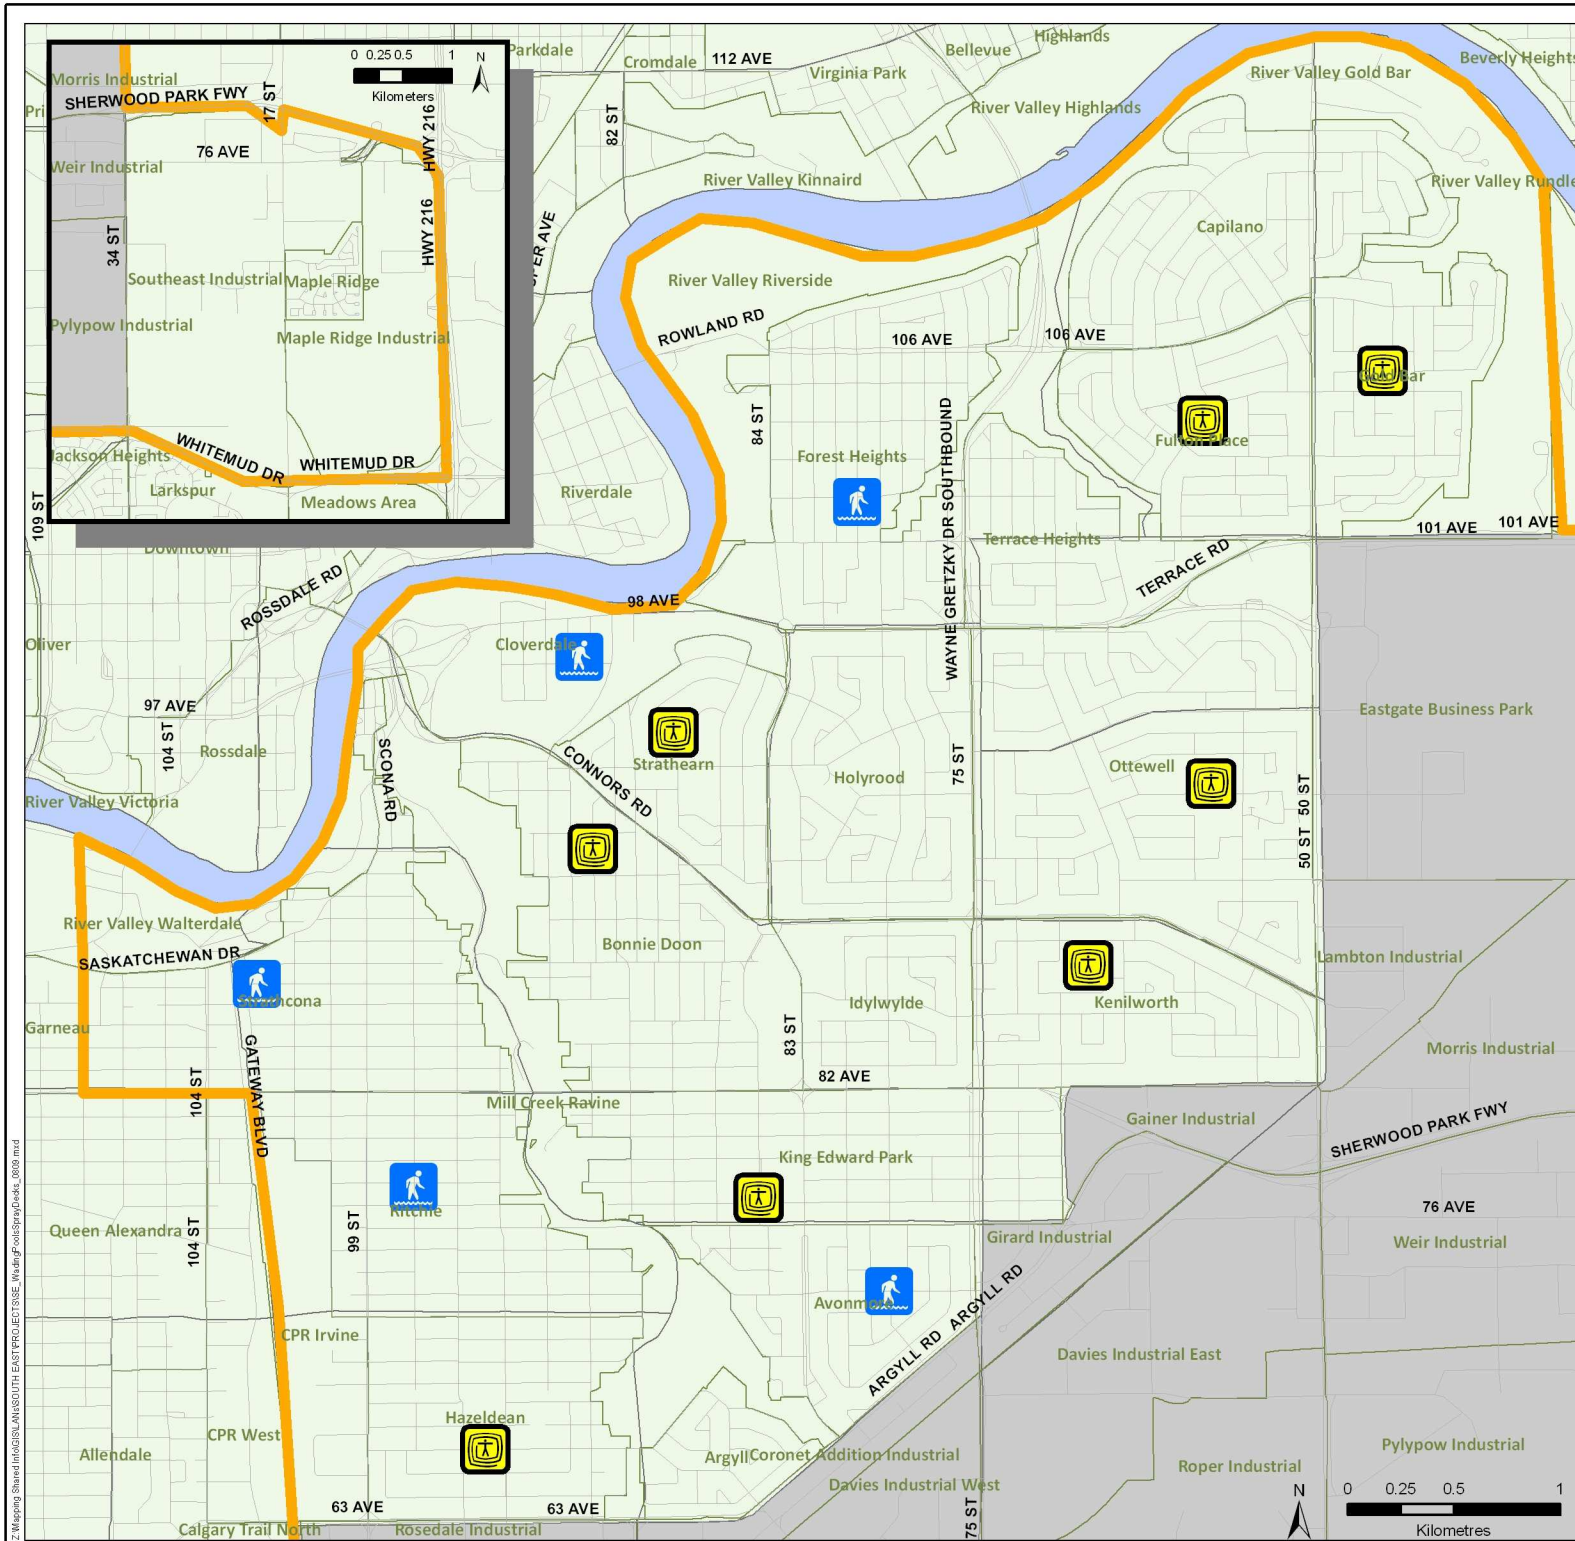 0 0.25 0.5 1
N
Kilometers
Morris Industrial
SHERWOOD PARK FWY
17 ST
76 AVE
HWY 216
Weir Industrial
34 ST
HWY 216
Southeast Industrial
Maple Ridge
Pylypow Industrial
Maple Ridge Industrial
WHITEMUD DR
WHITEMUD DR
Jackson Heights
Larkspur
Meadows Area
Parkdale
Cromdale
112 AVE
Virginia Park
Bellevue
Highlands
River Valley Gold Bar
Beverly Heights
82 ST
River Valley Highlands
River Valley Kinnaird
River Valley Rundle
Capilano
River Valley Riverside
ROWLAND RD
106 AVE
106 AVE
Gold Bar
84 ST
Fulton Place
Forest Heights
WAYNE GRETZKY DR SOUTHBOUND
Riverdale
109 ST
101 AVE
101 AVE
Terrace Heights
Downtown
TERRACE RD
ROSSDALE RD
98 AVE
Oliver
Cloverdale
97 AVE
104 ST
Rossdale
SCONA RD
CONNORS RD
Strathearn
Holyrood
75 ST
Ottewell
50 ST
50 ST
Eastgate Business Park
River Valley Victoria
River Valley Walterdale
SASKATCHEWAN DR
Bonnie Doon
Lambton Industrial
Strathcona
Idylwylde
Kenilworth
Garneau
83 ST
Morris Industrial
104 ST
GATEWAY BLVD
82 AVE
Mill Creek Ravine
Gainer Industrial
SHERWOOD PARK FWY
King Edward Park
76 AVE
Ritchie
Queen Alexandra
104 ST
99 ST
Girard Industrial
Weir Industrial
Avonmore
ARGYLL RD
ARGYLL RD
CPR Irvine
Davies Industrial East
Hazeldean
CPR West
Allendale
Argyll
Coronet Addition Industrial
Pylypow Industrial
Davies Industrial West
Roper Industrial
63 AVE
63 AVE
75 ST
Calgary Trail North
Rosedale Industrial
N
0 0.25 0.5 1
Kilometres